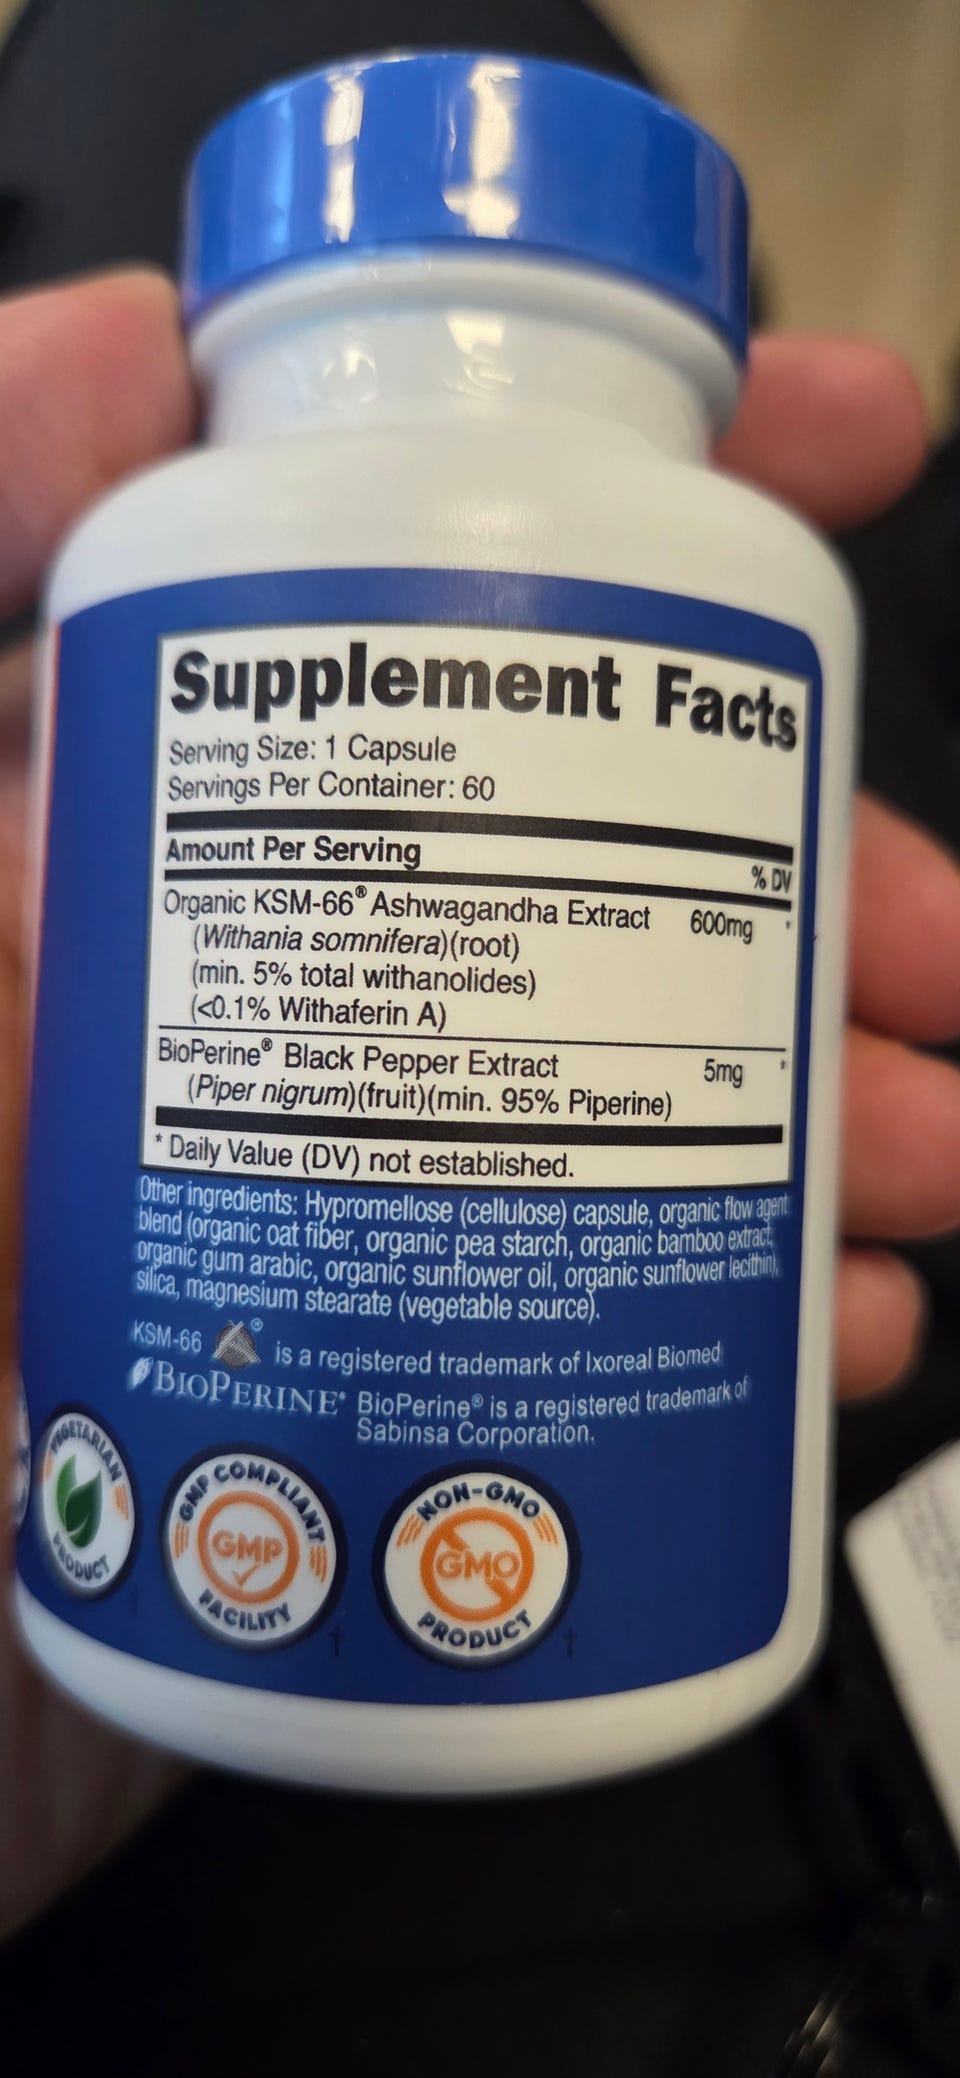 Supplement Facts
Serving Size: 1 Capsule
Servings Per Container: 60
Amount Per Serving
% DV
Organic KSM-66® Ashwagandha Extract 600mg *
(Withania somnifera)(root)
(min. 5% total withanolides)
(<0.1% Withaferin A)
BioPerine® Black Pepper Extract 5mg *
(Piper nigrum)(fruit)(min. 95% Piperine)
* Daily Value (DV) not established.
Other ingredients: Hypromellose (cellulose) capsule, organic flow agent
blend (organic oat fiber, organic pea starch, organic bamboo extract,
organic gum arabic, organic sunflower oil, organic sunflower lecithin),
silica, magnesium stearate (vegetable source).
KSM-66 ® is a registered trademark of Ixoreal Biomed
BIOPERINE® BioPerine® is a registered trademark of
Sabinsa Corporation.
VEGETARIAN
PRODUCT
†
GMP COMPLIANT
GMP
FACILITY
†
NON-GMO
GMO
PRODUCT
†